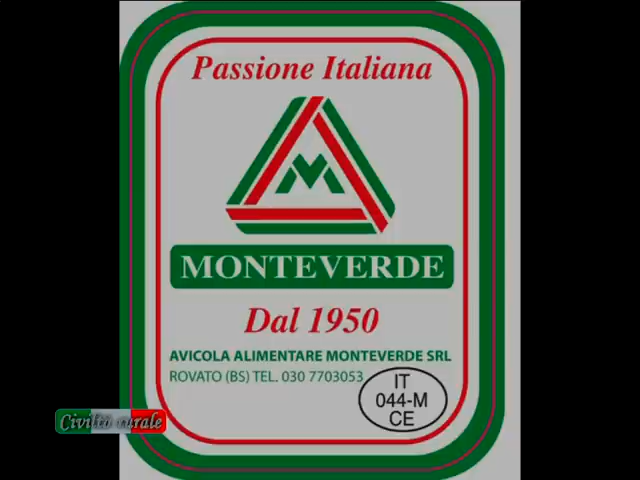 Passione Italiana
M
MONTEVERDE
Dal 1950
AVICOLA ALIMENTARE MONTEVERDE SRL
ROVATO (BS) TEL. 030 7703053
IT
044-M
CE
Civiltà rurale